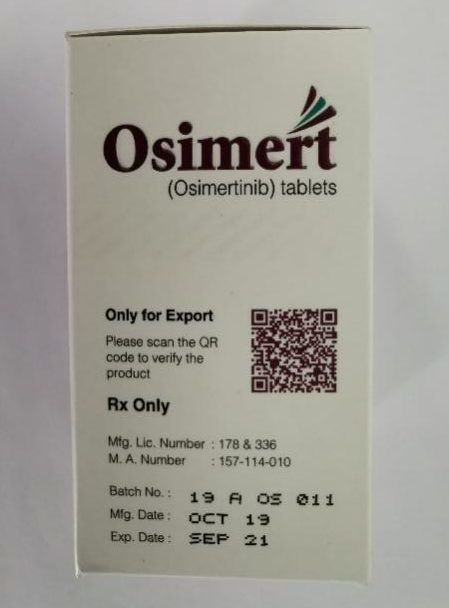 Osimert
(Osimertinib) tablets
Only for Export
Please scan the QR
code to verify the
product
Rx Only
Mfg. Lic. Number : 178 & 336
M. A. Number : 157-114-010
Batch No. : 19 A OS 011
Mfg. Date : OCT 19
Exp. Date : SEP 21